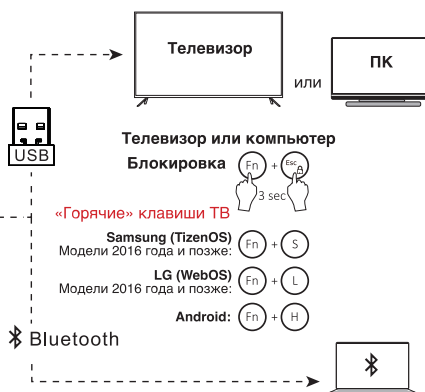 Телевизор
или
ПК
USB
Телевизор или компьютер
Блокировка Fn + Esc
3 sec
«Горячие» клавиши ТВ
Samsung (TizenOS)
Модели 2016 года и позже: Fn + S
LG (WebOS)
Модели 2016 года и позже: Fn + L
Android: Fn + H
Bluetooth